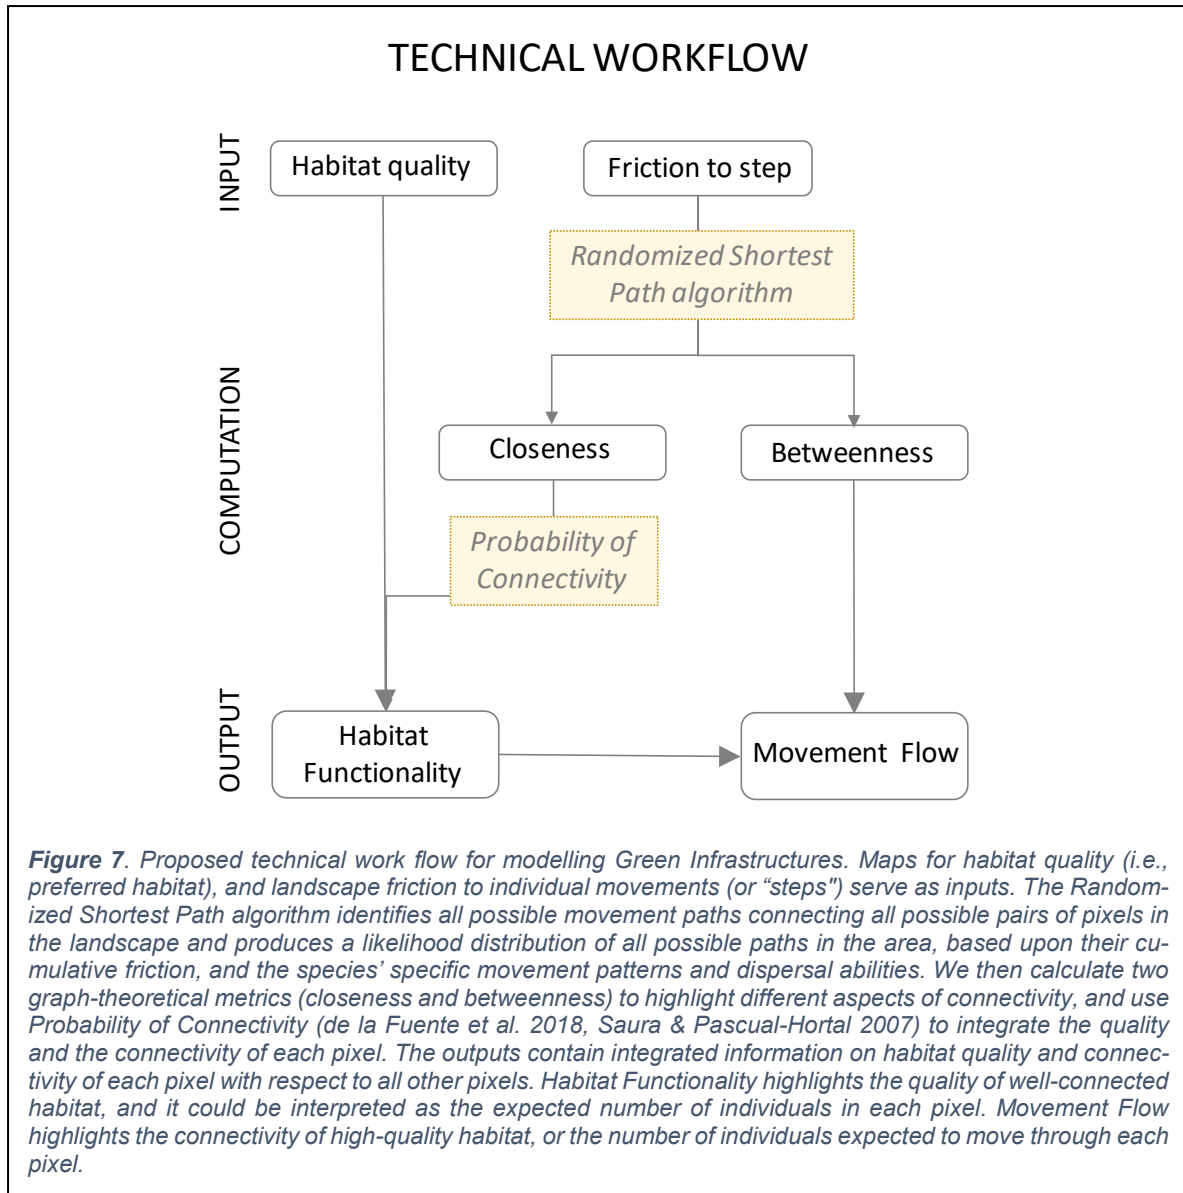 TECHNICAL WORKFLOW
INPUT
Habitat quality
Friction to step
Randomized Shortest
Path algorithm
COMPUTATION
Closeness
Betweenness
Probability of
Connectivity
OUTPUT
Habitat
Functionality
Movement Flow
Figure 7. Proposed technical work flow for modelling Green Infrastructures. Maps for habitat quality (i.e.,
preferred habitat), and landscape friction to individual movements (or “steps") serve as inputs. The Random-
ized Shortest Path algorithm identifies all possible movement paths connecting all possible pairs of pixels in
the landscape and produces a likelihood distribution of all possible paths in the area, based upon their cu-
mulative friction, and the species’ specific movement patterns and dispersal abilities. We then calculate two
graph-theoretical metrics (closeness and betweenness) to highlight different aspects of connectivity, and use
Probability of Connectivity (de la Fuente et al. 2018, Saura & Pascual-Hortal 2007) to integrate the quality
and the connectivity of each pixel. The outputs contain integrated information on habitat quality and connec-
tivity of each pixel with respect to all other pixels. Habitat Functionality highlights the quality of well-connected
habitat, and it could be interpreted as the expected number of individuals in each pixel. Movement Flow
highlights the connectivity of high-quality habitat, or the number of individuals expected to move through each
pixel.